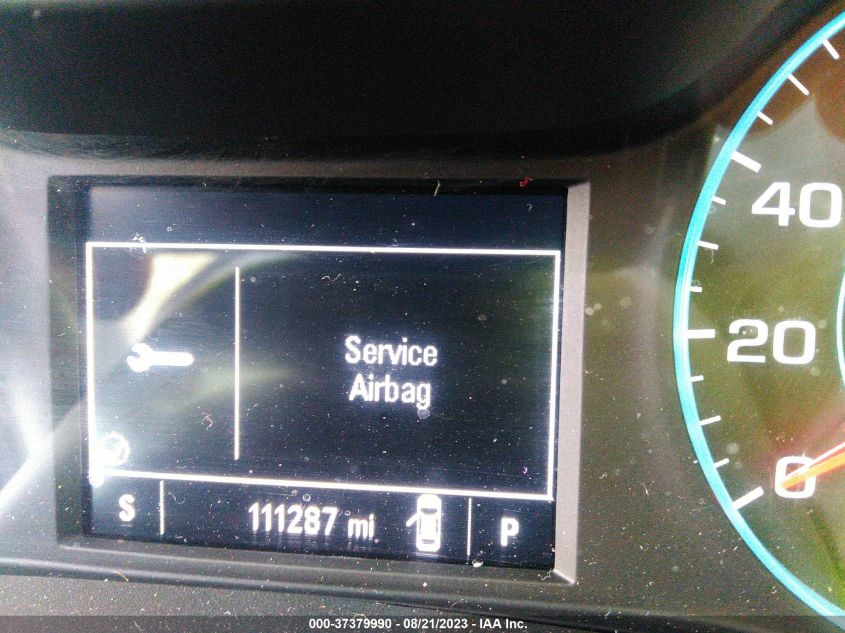 40
20
0
Service
Airbag
S
111287 mi
P
000-37379990 - 08/21/2023 - IAA Inc.